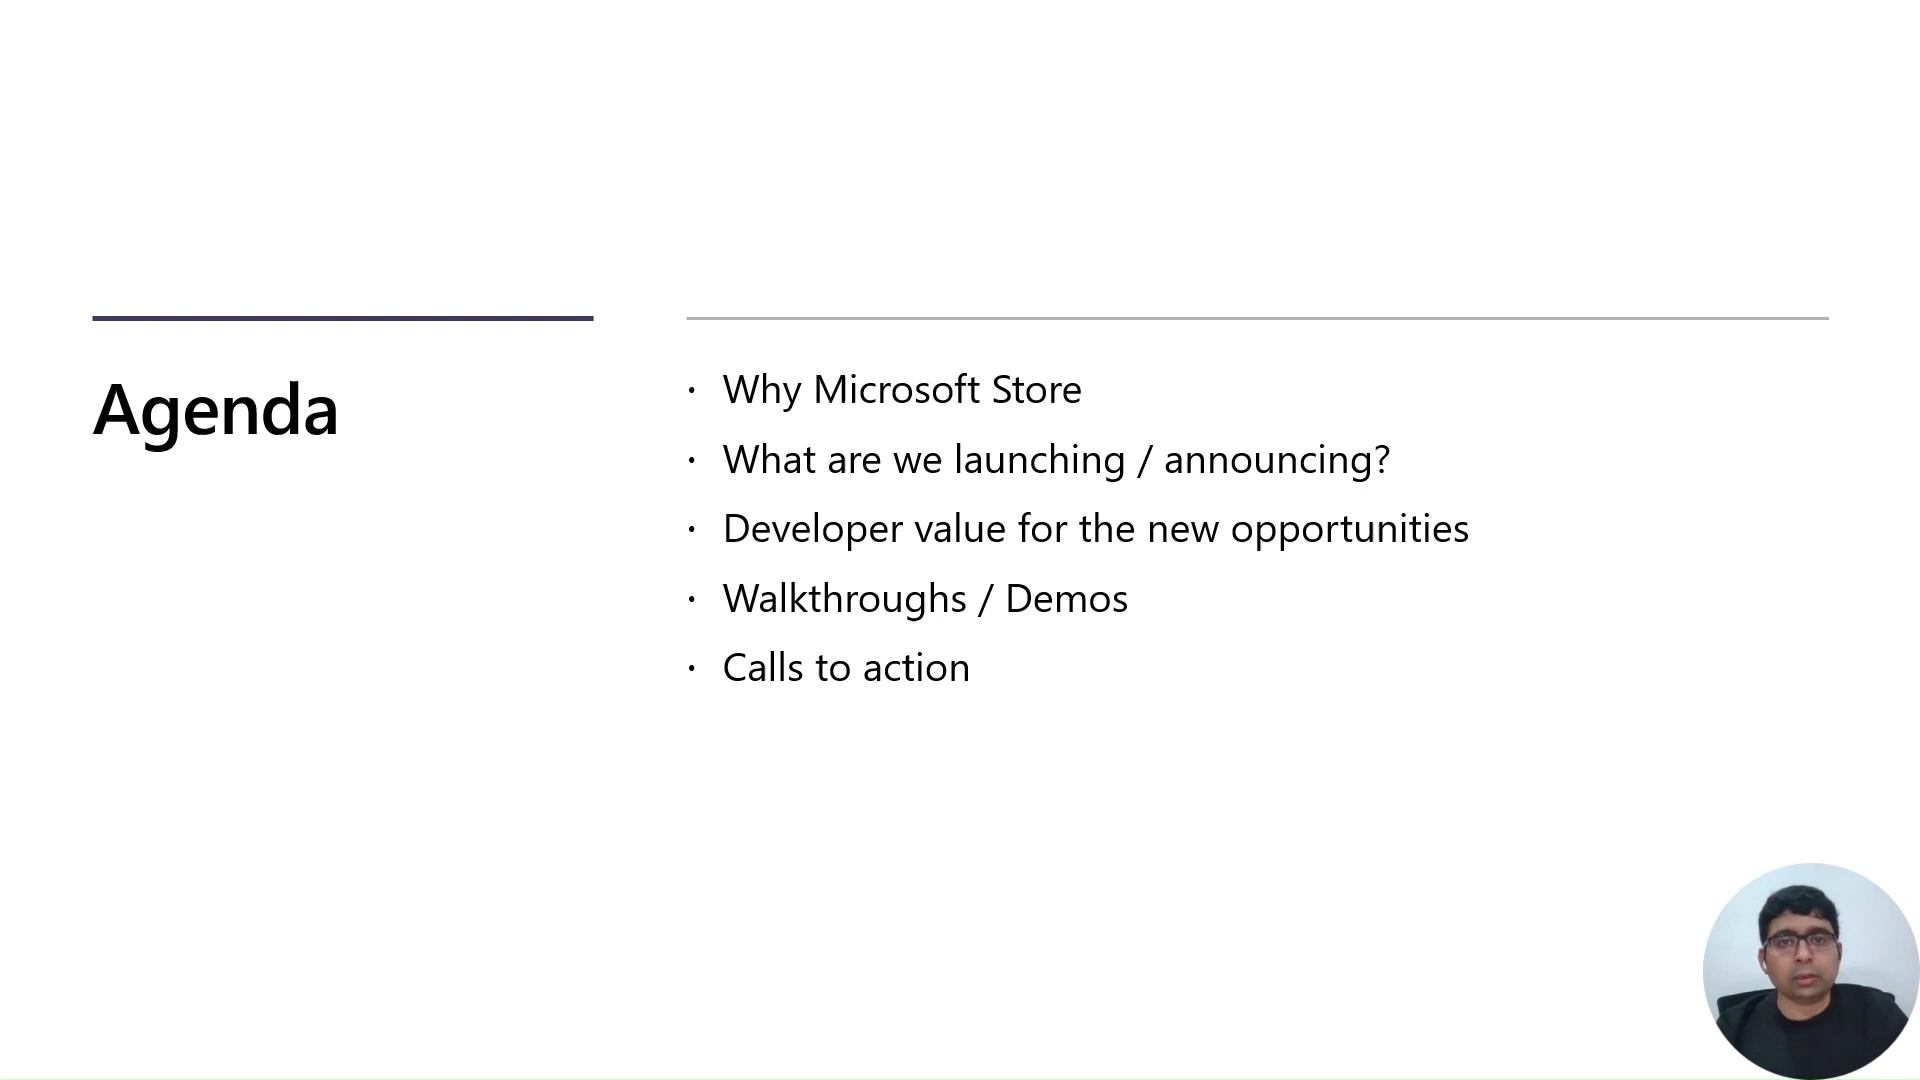 Agenda
· Why Microsoft Store
· What are we launching / announcing?
· Developer value for the new opportunities
· Walkthroughs / Demos
· Calls to action